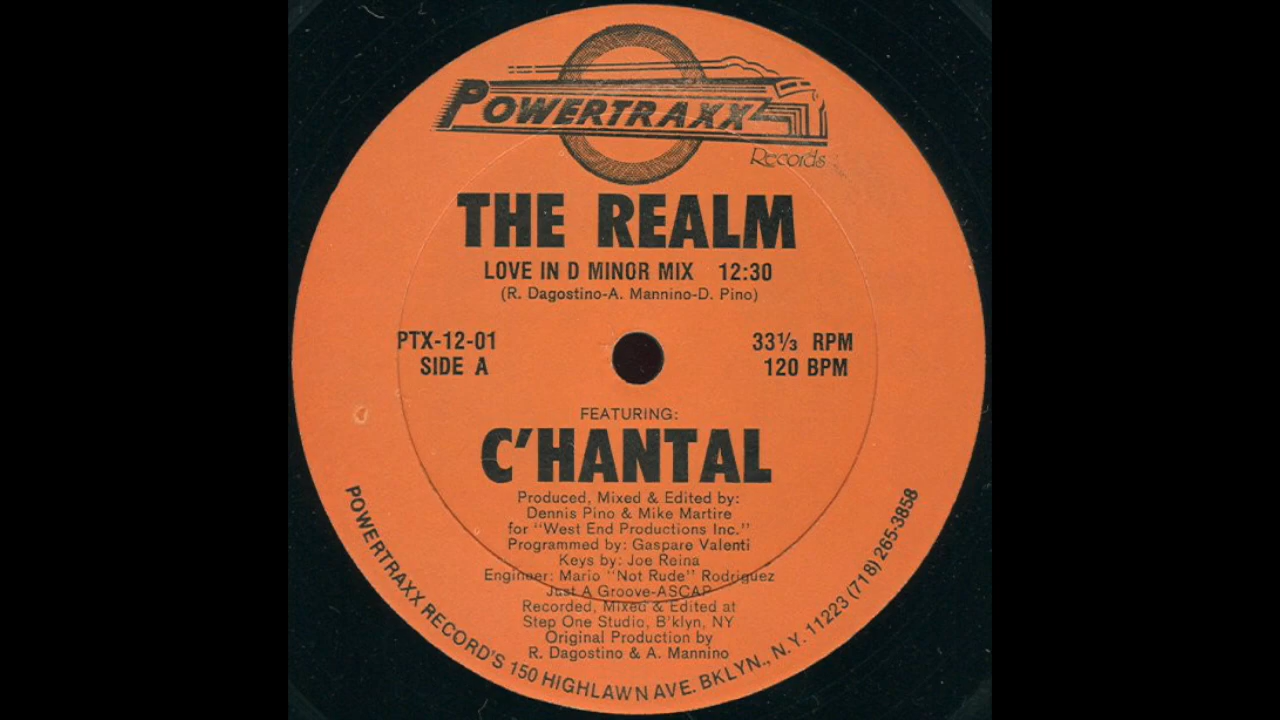 POWERTRAXX
Records
THE REALM
LOVE IN D MINOR MIX 12:30
(R. Dagostino-A. Mannino-D. Pino)
PTX-12-01
SIDE A
33⅓ RPM
120 BPM
FEATURING:
C'HANTAL
Produced, Mixed & Edited by:
Dennis Pino & Mike Martire
for "West End Productions Inc."
Programmed by: Gaspare Valenti
Keys by: Joe Reina
Engineer: Mario "Not Rude" Rodriguez
Just A Groove-ASCAP
Recorded, Mixed & Edited at
Step One Studio, B'klyn, NY
Original Production by
R. Dagostino & A. Mannino
POWERTRAXX RECORD'S 150 HIGHLAWN AVE. BKLYN., N.Y. 11223 (718) 265-3858